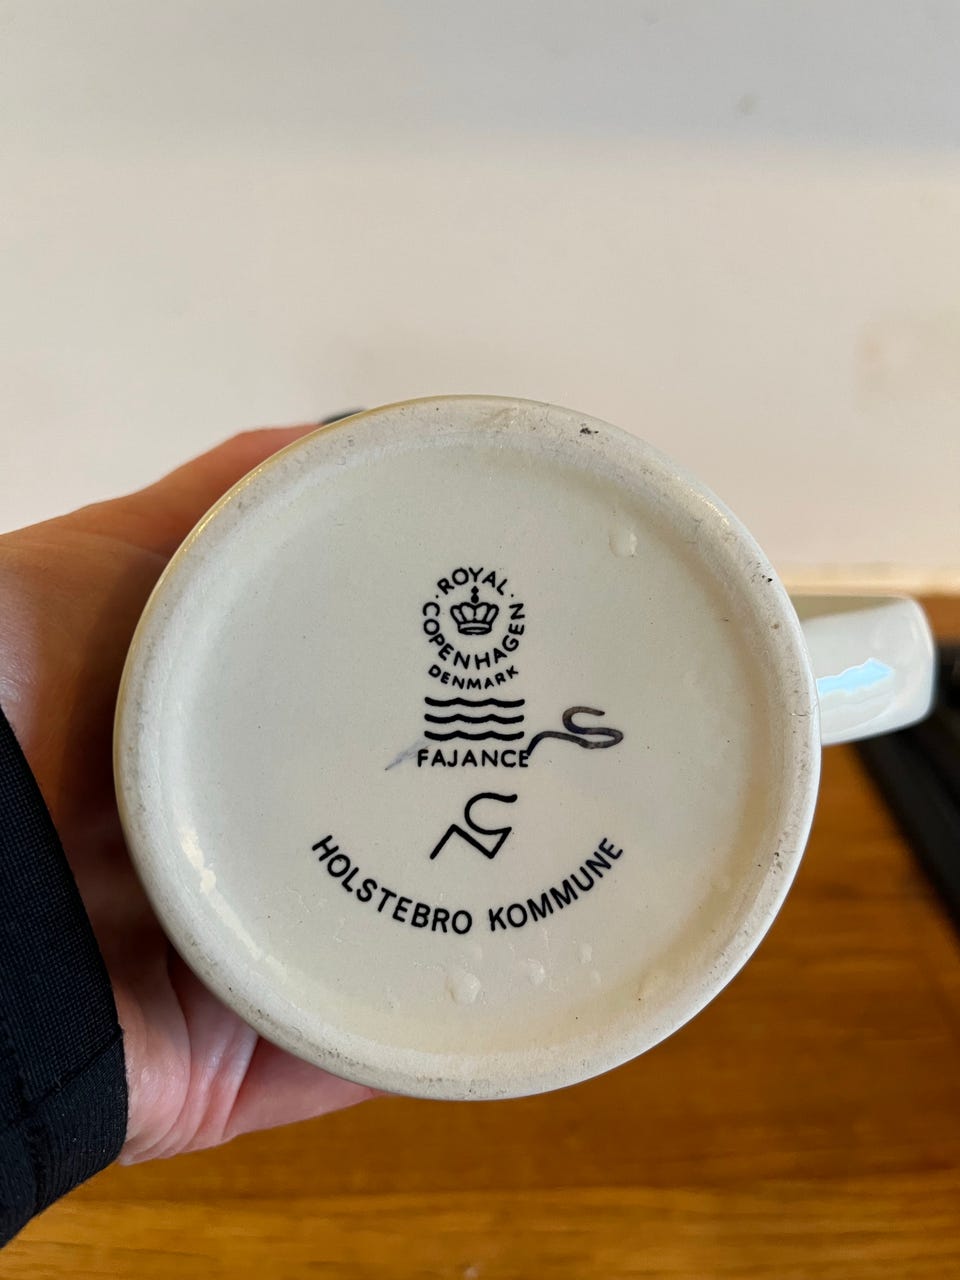 ROYAL
COPENHAGEN
DENMARK
FAJANCE
HOLSTEBRO KOMMUNE